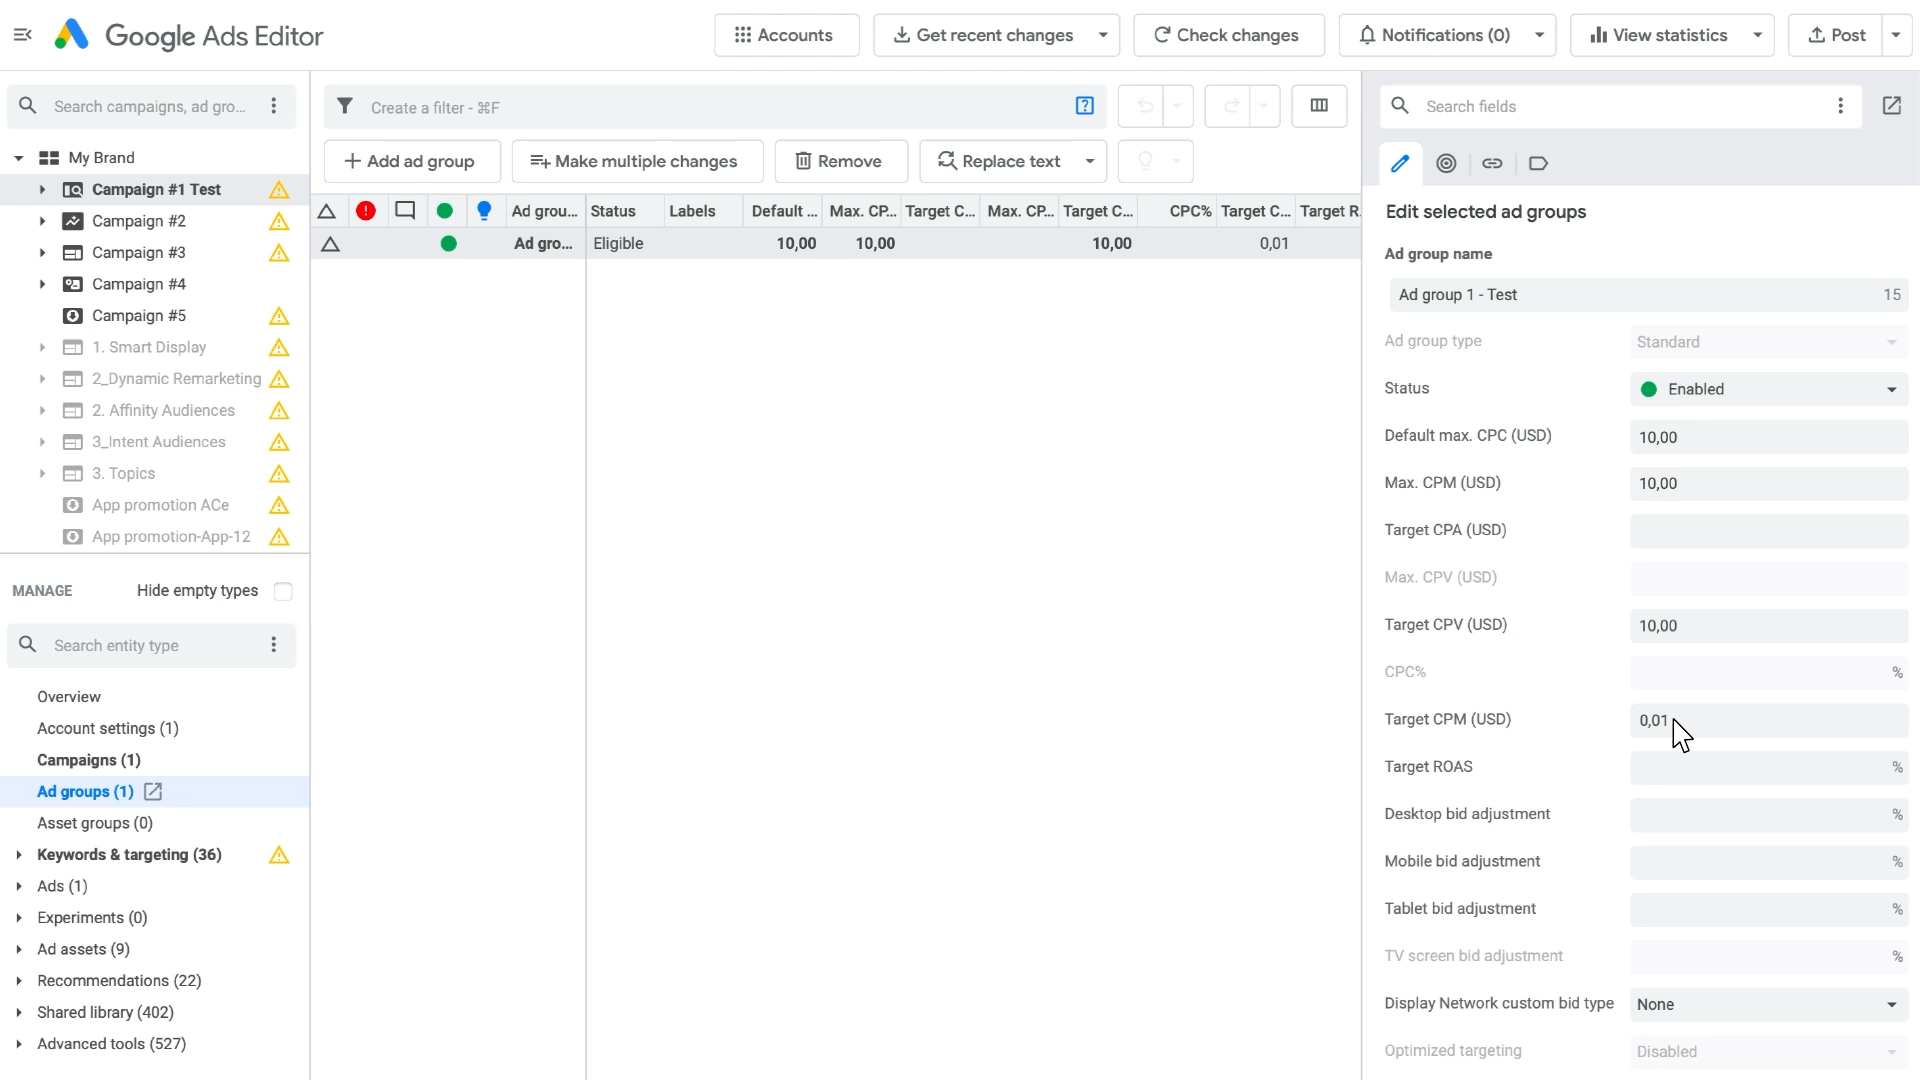 Google Ads Editor
Accounts
Get recent changes
Check changes
Notifications (0)
View statistics
Post
Search campaigns, ad gro...
My Brand
Campaign #1 Test
Campaign #2
Campaign #3
Campaign #4
Campaign #5
1. Smart Display
2_Dynamic Remarketing
2. Affinity Audiences
3_Intent Audiences
3. Topics
App promotion ACe
App promotion-App-12
MANAGE Hide empty types
Search entity type
Overview
Account settings (1)
Campaigns (1)
Ad groups (1)
Asset groups (0)
Keywords & targeting (36)
Ads (1)
Experiments (0)
Ad assets (9)
Recommendations (22)
Shared library (402)
Advanced tools (527)
Create a filter - ⌘F
Add ad group
Make multiple changes
Remove
Replace text
Ad grou... Status Labels Default ... Max. CP... Target C... Max. CP... Target C... CPC% Target C... Target R.
Ad gro... Eligible 10,00 10,00 10,00 0,01
Search fields
Edit selected ad groups
Ad group name
Ad group 1 - Test 15
Ad group type Standard
Status Enabled
Default max. CPC (USD) 10,00
Max. CPM (USD) 10,00
Target CPA (USD)
Max. CPV (USD)
Target CPV (USD) 10,00
CPC% %
Target CPM (USD) 0,01
Target ROAS %
Desktop bid adjustment %
Mobile bid adjustment %
Tablet bid adjustment %
TV screen bid adjustment %
Display Network custom bid type None
Optimized targeting Disabled